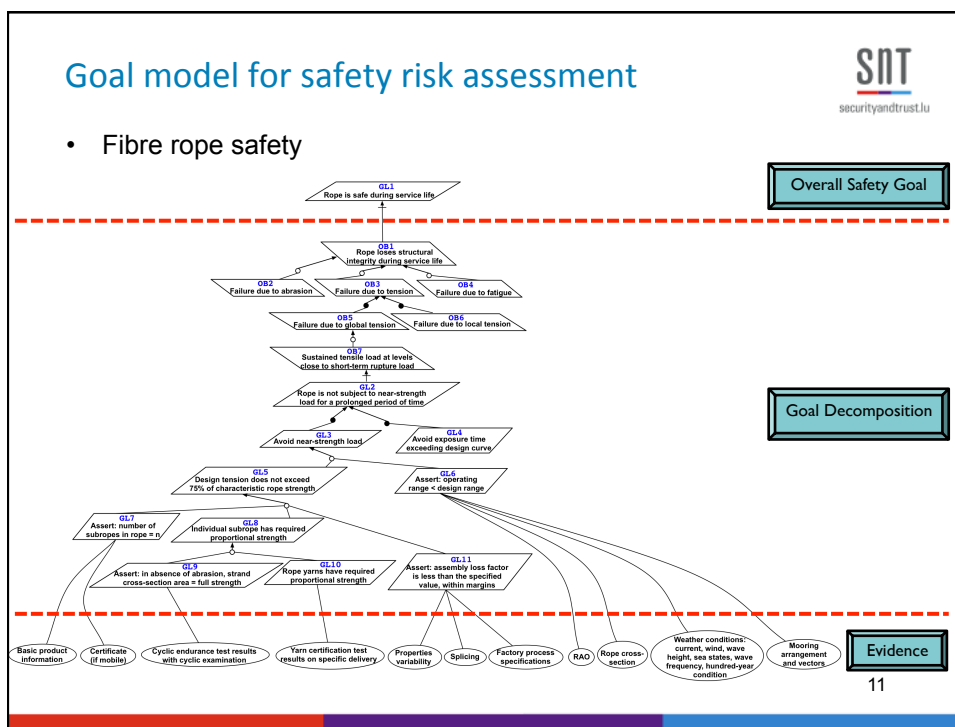 Goal model for safety risk assessment
SnT
securityandtrust.lu
• Fibre rope safety
Overall Safety Goal
GL1
Rope is safe during service life
OB1
Rope loses structural
integrity during service life
OB2
Failure due to abrasion
OB3
Failure due to tension
OB4
Failure due to fatigue
OB5
Failure due to global tension
OB6
Failure due to local tension
OB7
Sustained tensile load at levels
close to short-term rupture load
GL2
Rope is not subject to near-strength
load for a prolonged period of time
Goal Decomposition
GL3
Avoid near-strength load
GL4
Avoid exposure time
exceeding design curve
GL5
Design tension does not exceed
75% of characteristic rope strength
GL6
Assert: operating
range < design range
GL7
Assert: number of
subropes in rope = n
GL8
Individual subrope has required
proportional strength
GL9
Assert: in absence of abrasion, strand
cross-section area = full strength
GL10
Rope yarns have required
proportional strength
GL11
Assert: assembly loss factor
is less than the specified
value, within margins
Basic product
information
Certificate
(if mobile)
Cyclic endurance test results
with cyclic examination
Yarn certification test
results on specific delivery
Properties
variability
Splicing
Factory process
specifications
RAO
Rope cross-
section
Weather conditions:
current, wind, wave
height, sea states, wave
frequency, hundred-year
condition
Mooring
arrangement
and vectors
Evidence
11